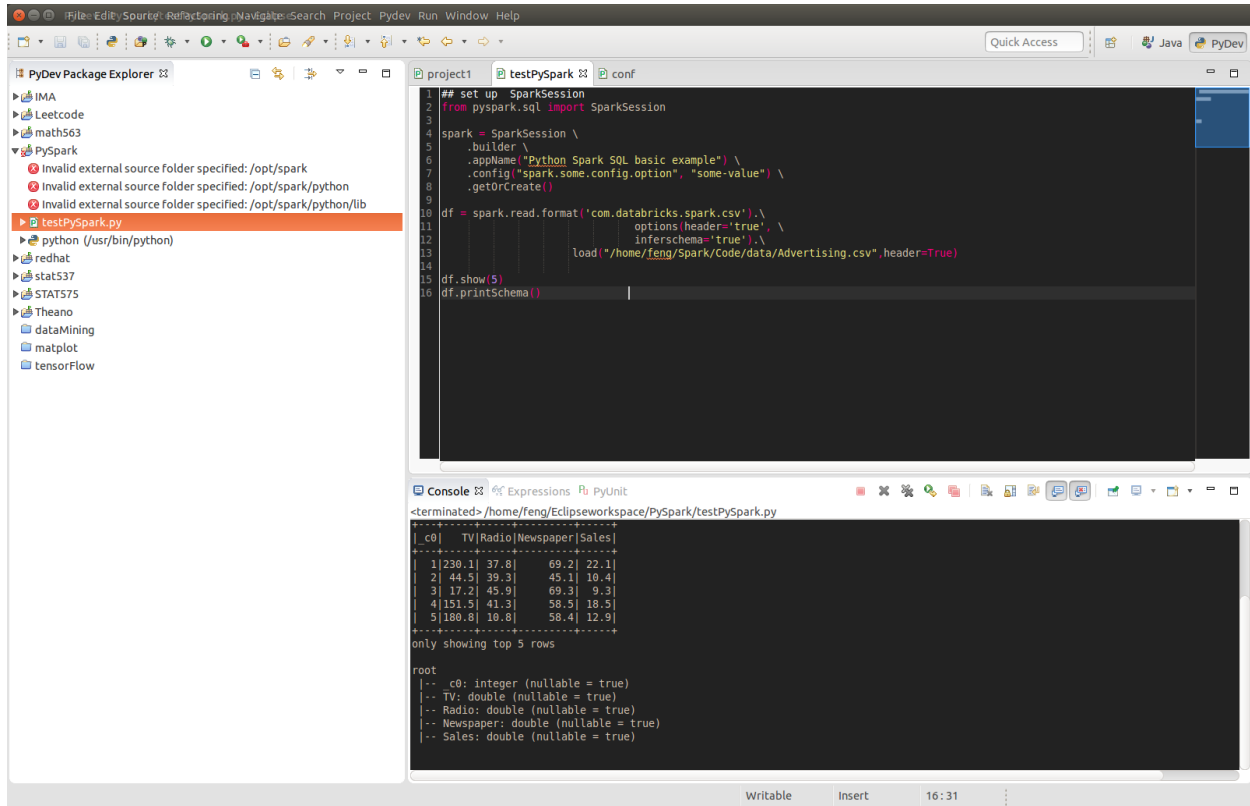 File Edit Source Refactoring Navigate Search Project Pydev Run Window Help
Quick Access
Java
PyDev
PyDev Package Explorer
IMA
Leetcode
math563
PySpark
Invalid external source folder specified: /opt/spark
Invalid external source folder specified: /opt/spark/python
Invalid external source folder specified: /opt/spark/python/lib
testPySpark.py
python (/usr/bin/python)
redhat
stat537
STAT575
Theano
dataMining
matplot
tensorFlow
project1 testPySpark conf
1 ## set up  SparkSession
2 from pyspark.sql import SparkSession
3
4 spark = SparkSession \
5     .builder \
6     .appName("Python Spark SQL basic example") \
7     .config("spark.some.config.option", "some-value") \
8     .getOrCreate()
9
10 df = spark.read.format('com.databricks.spark.csv').\
11                                options(header='true', \
12                                inferschema='true').\
13                      load("/home/feng/Spark/Code/data/Advertising.csv",header=True)
14
15 df.show(5)
16 df.printSchema()
Console Expressions PyUnit
<terminated> /home/feng/Eclipseworkspace/PySpark/testPySpark.py
+---+-----+-----+---------+-----+
|_c0|   TV|Radio|Newspaper|Sales|
+---+-----+-----+---------+-----+
|  1|230.1| 37.8|     69.2| 22.1|
|  2| 44.5| 39.3|     45.1| 10.4|
|  3| 17.2| 45.9|     69.3|  9.3|
|  4|151.5| 41.3|     58.5| 18.5|
|  5|180.8| 10.8|     58.4| 12.9|
+---+-----+-----+---------+-----+
only showing top 5 rows
root
 |-- _c0: integer (nullable = true)
 |-- TV: double (nullable = true)
 |-- Radio: double (nullable = true)
 |-- Newspaper: double (nullable = true)
 |-- Sales: double (nullable = true)
Writable Insert 16:31